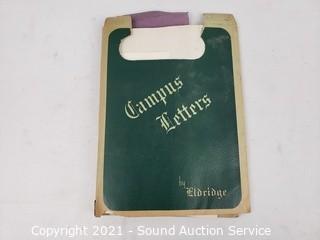 Campus
Letters
by
Eldridge
Copyright 2021 - Sound Auction Service